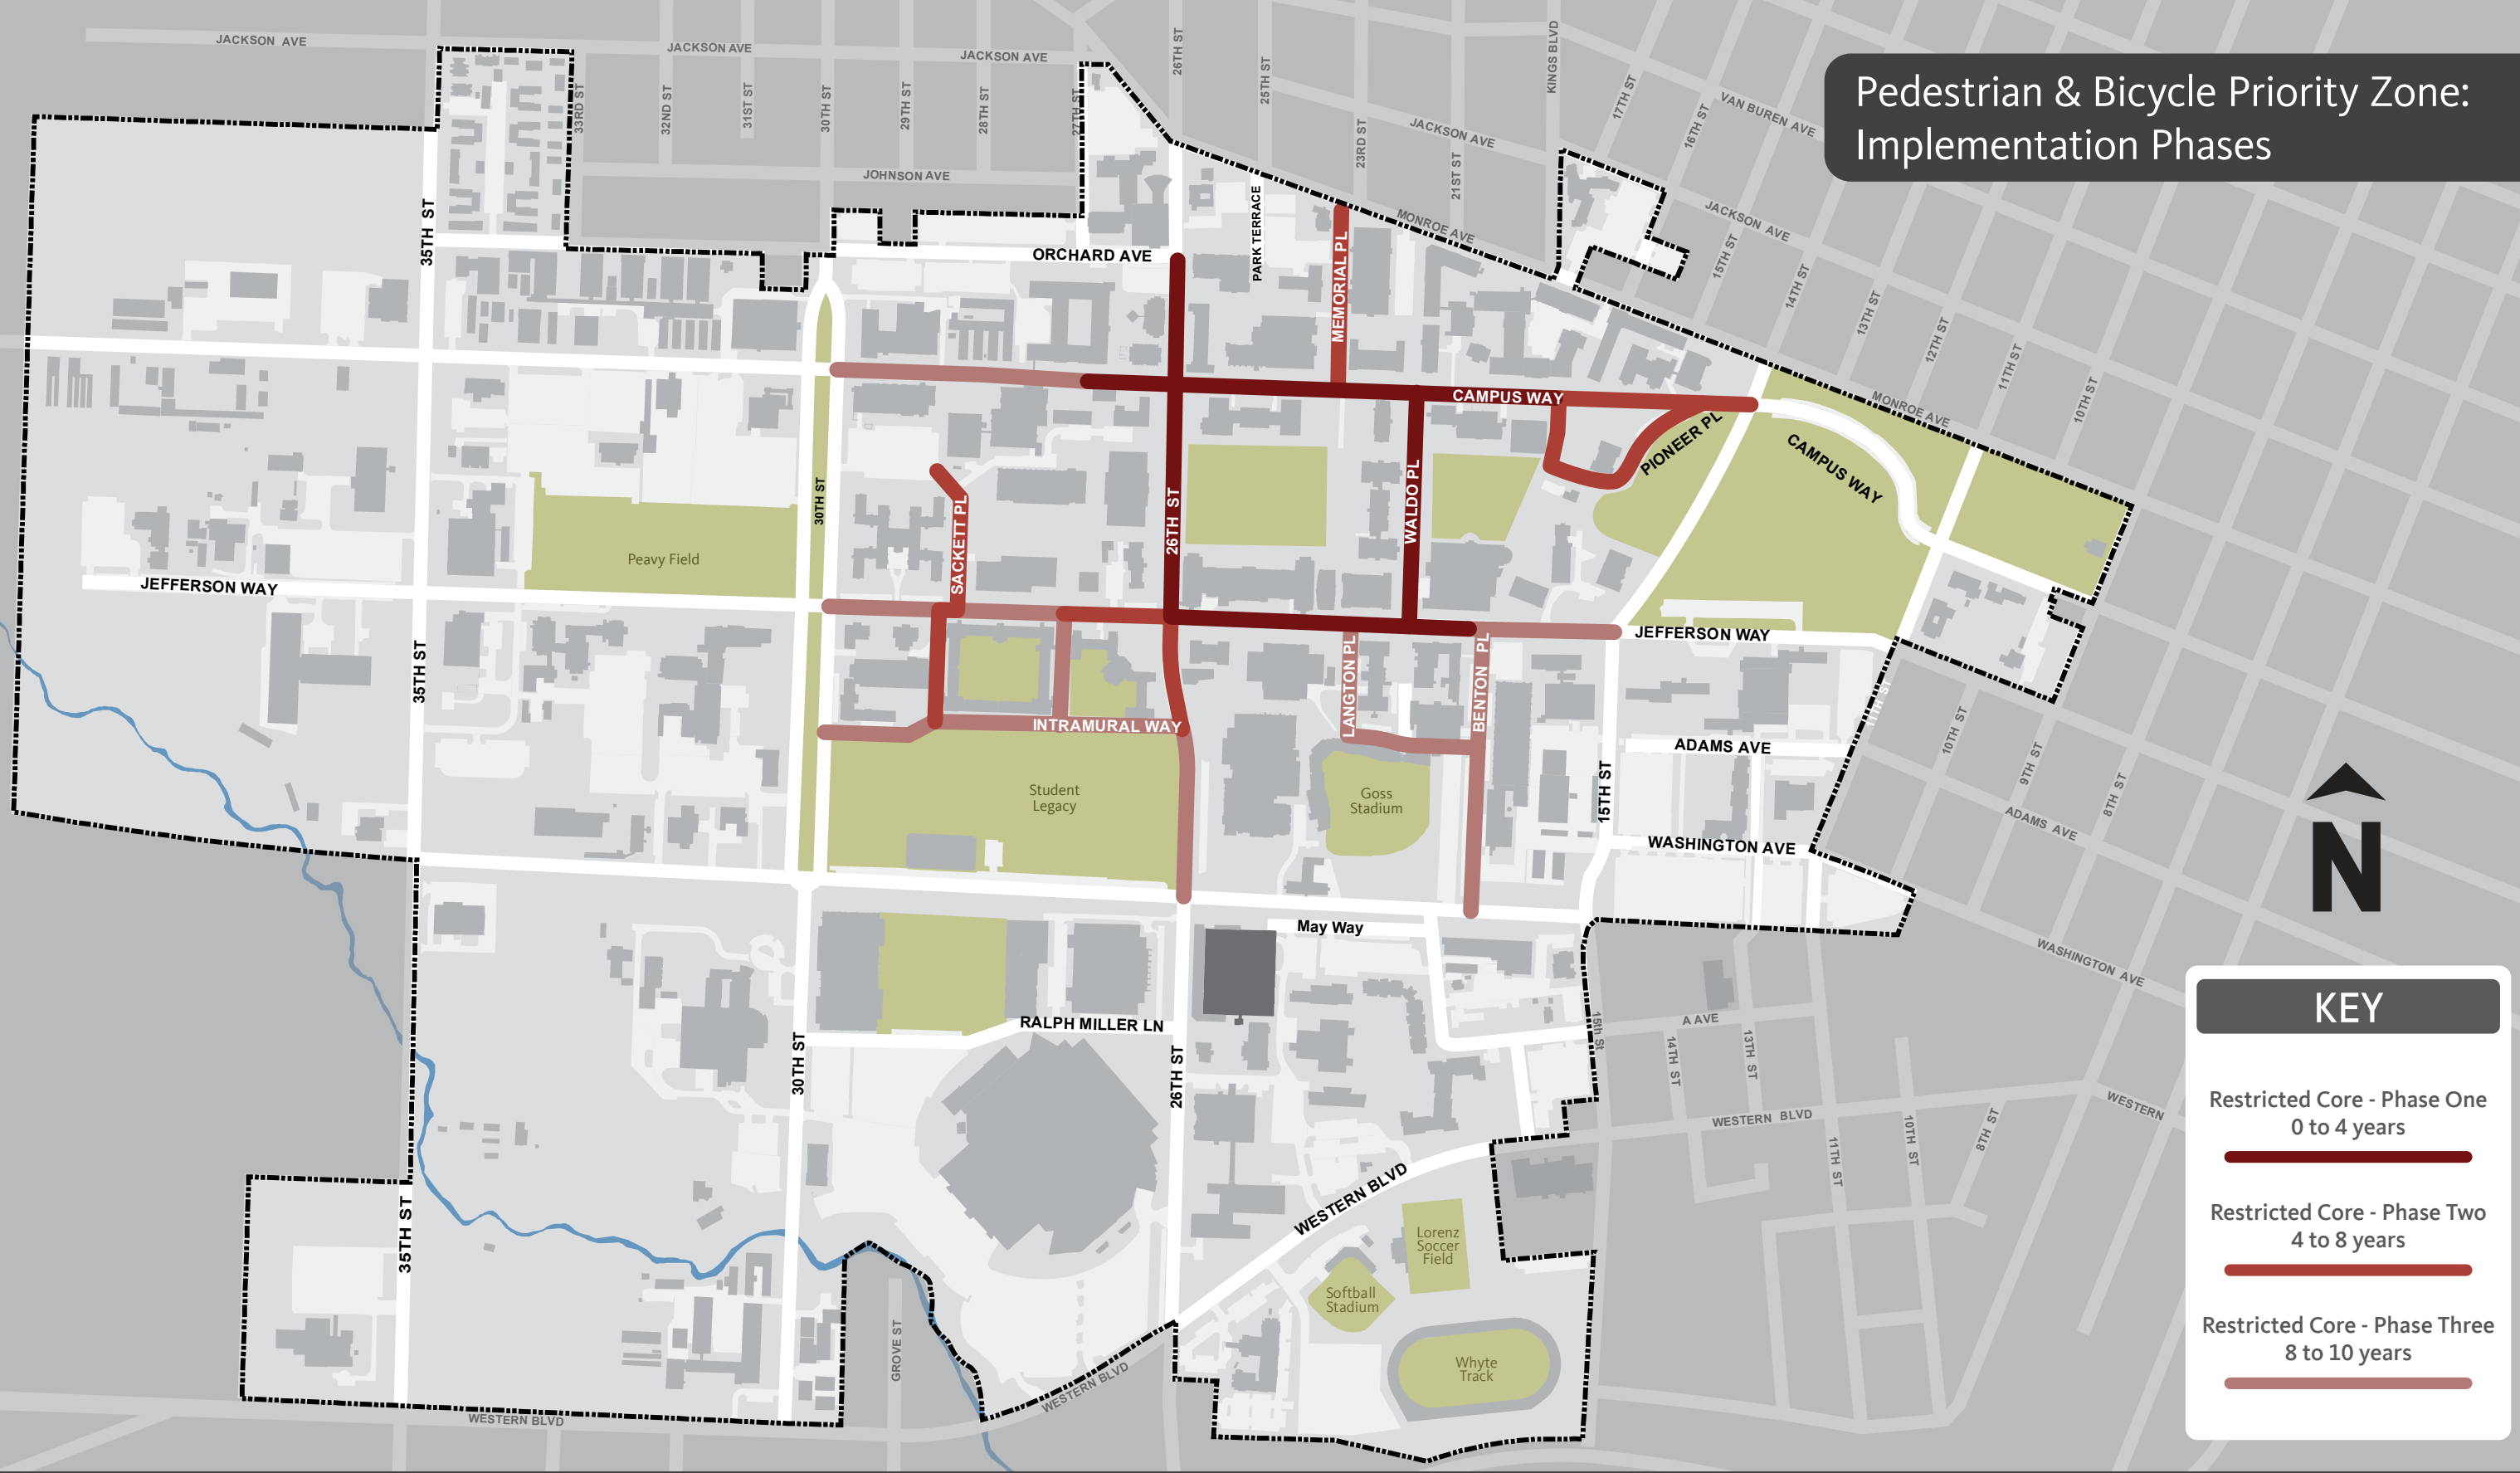 Pedestrian & Bicycle Priority Zone:
Implementation Phases
JACKSON AVE
JACKSON AVE
JACKSON AVE
26TH ST
25TH ST
KINGS BLVD
17TH ST
16TH ST
VAN BUREN AVE
33RD ST
32ND ST
31ST ST
30TH ST
29TH ST
28TH ST
27TH ST
23RD ST
JACKSON AVE
21ST ST
JOHNSON AVE
35TH ST
ORCHARD AVE
PARK TERRACE
MEMORIAL PL
MONROE AVE
JACKSON AVE
15TH ST
14TH ST
13TH ST
12TH ST
11TH ST
10TH ST
MONROE AVE
CAMPUS WAY
PIONEER PL
CAMPUS WAY
30TH ST
SACKETT PL
26TH ST
WALDO PL
Peavy Field
JEFFERSON WAY
JEFFERSON WAY
35TH ST
INTRAMURAL WAY
LANGTON PL
BENTON PL
11TH ST
10TH ST
9TH ST
8TH ST
ADAMS AVE
ADAMS AVE
15TH ST
Student
Legacy
Goss
Stadium
WASHINGTON AVE
WASHINGTON AVE
May Way
RALPH MILLER LN
30TH ST
26TH ST
15th St
A AVE
14TH ST
13TH ST
WESTERN BLVD
WESTERN
11TH ST
10TH ST
8TH ST
WESTERN BLVD
35TH ST
Lorenz
Soccer
Field
Softball
Stadium
Whyte
Track
GROVE ST
WESTERN BLVD
WESTERN BLVD
N
KEY
Restricted Core - Phase One
0 to 4 years
Restricted Core - Phase Two
4 to 8 years
Restricted Core - Phase Three
8 to 10 years